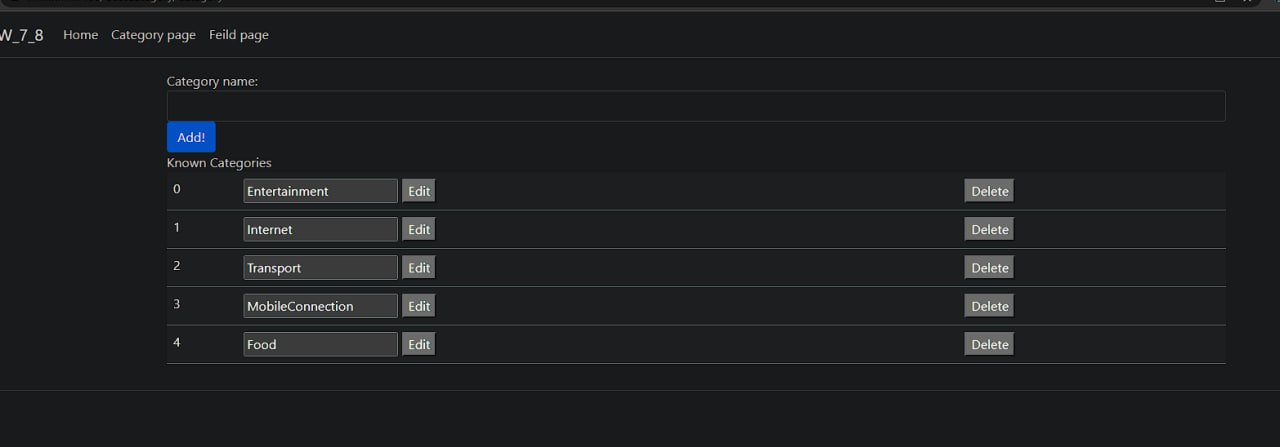 W_7_8 Home Category page Feild page
Category name:
Add!
Known Categories
0 Entertainment Edit Delete
1 Internet Edit Delete
2 Transport Edit Delete
3 MobileConnection Edit Delete
4 Food Edit Delete